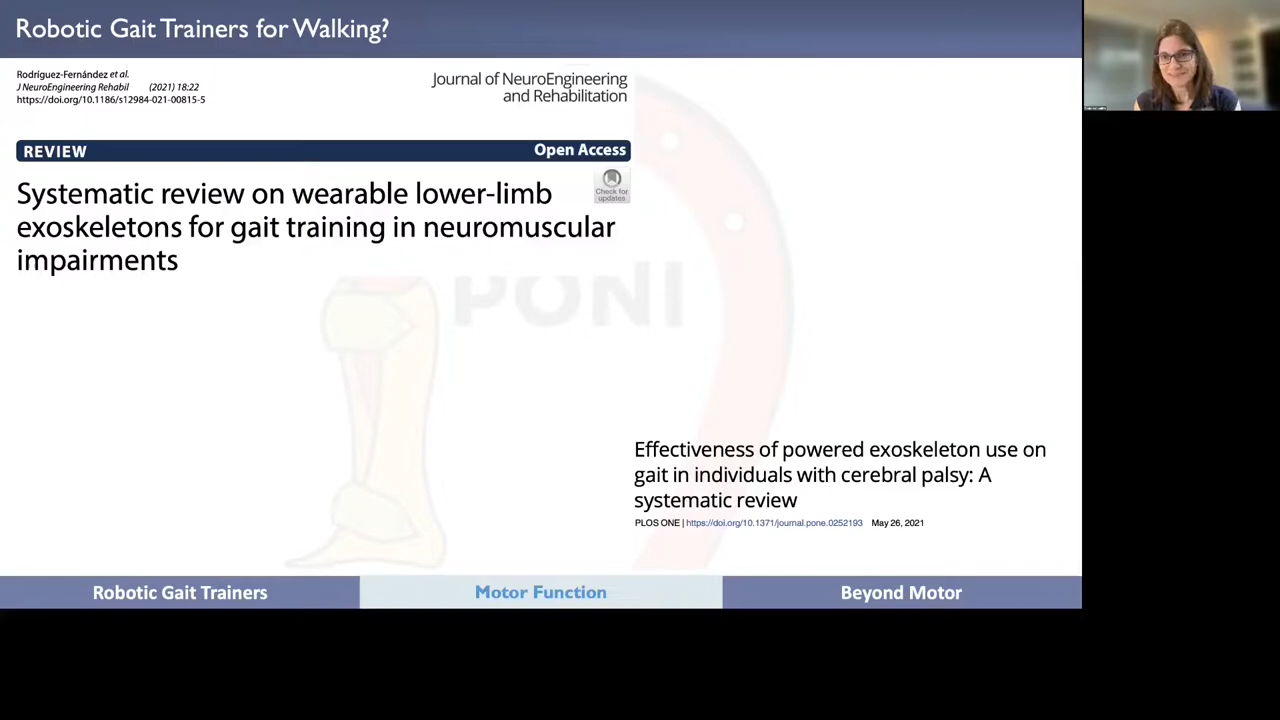 Robotic Gait Trainers for Walking?
Rodríguez-Fernández et al.
J NeuroEngineering Rehabil (2021) 18:22
https://doi.org/10.1186/s12984-021-00815-5
Journal of NeuroEngineering
and Rehabilitation
REVIEW
Open Access
Systematic review on wearable lower-limb
exoskeletons for gait training in neuromuscular
impairments
Check for
updates
PONI
Effectiveness of powered exoskeleton use on
gait in individuals with cerebral palsy: A
systematic review
PLOS ONE | https://doi.org/10.1371/journal.pone.0252193 May 26, 2021
Robotic Gait Trainers
Motor Function
Beyond Motor